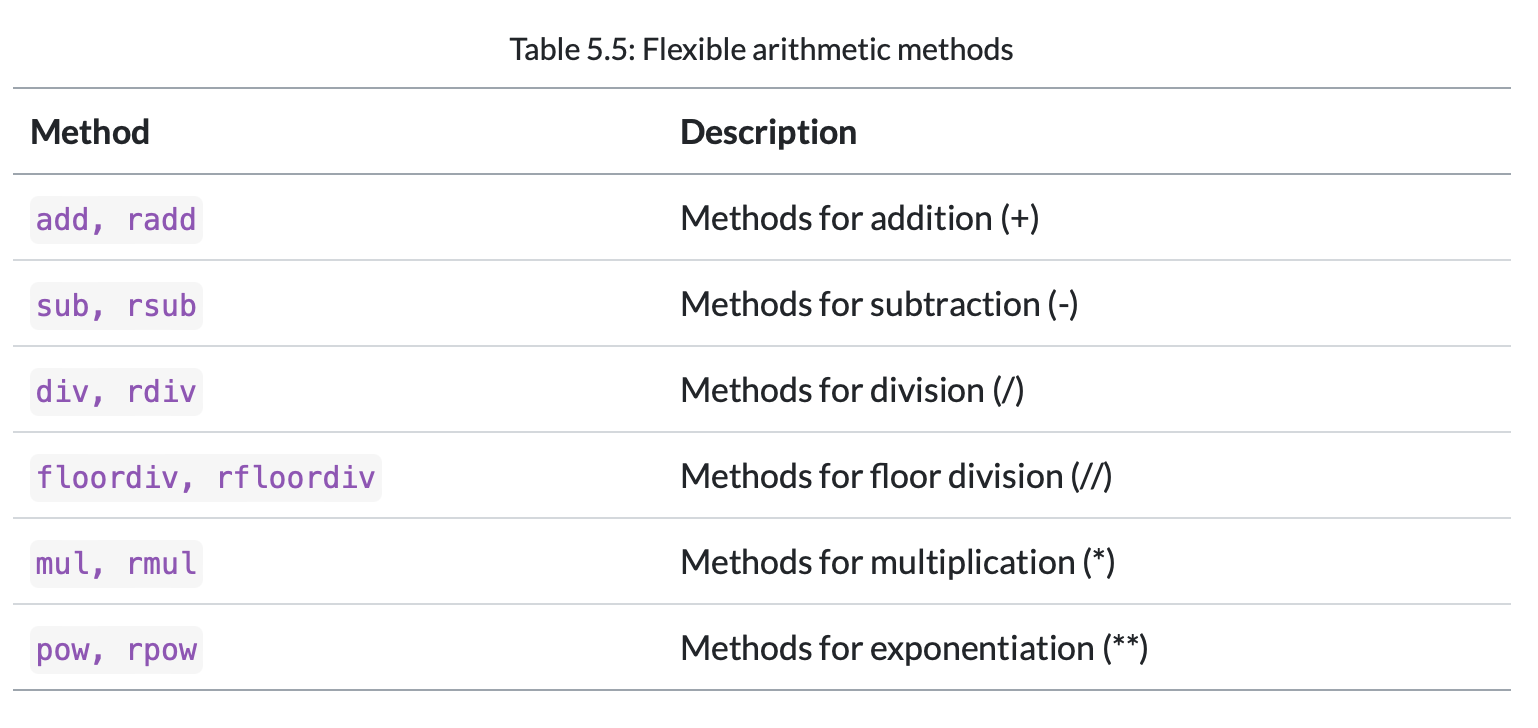 Table 5.5: Flexible arithmetic methods
Method Description
add, radd Methods for addition (+)
sub, rsub Methods for subtraction (-)
div, rdiv Methods for division (/)
floordiv, rfloordiv Methods for floor division (//)
mul, rmul Methods for multiplication (*)
pow, rpow Methods for exponentiation (**)